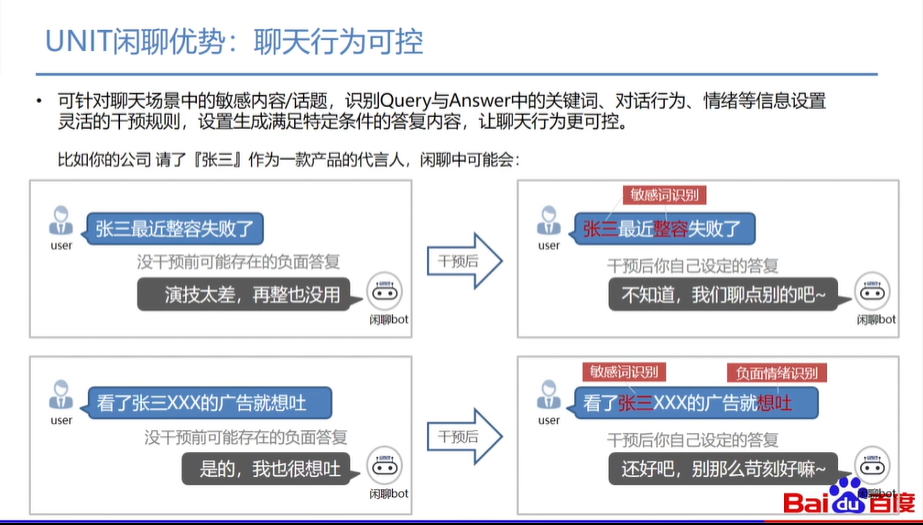 UNIT闲聊优势：聊天行为可控
• 可针对聊天场景中的敏感内容/话题，识别Query与Answer中的关键词、对话行为、情绪等信息设置
灵活的干预规则，设置生成满足特定条件的答复内容，让聊天行为更可控。
比如你的公司 请了『张三』作为一款产品的代言人，闲聊中可能会：
user
张三最近整容失败了
没干预前可能存在的负面答复
演技太差，再整也没用
UNIT
闲聊bot
干预后
敏感词识别
user
张三最近整容失败了
干预后你自己设定的答复
不知道，我们聊点别的吧~
UNIT
闲聊bot
user
看了张三XXX的广告就想吐
没干预前可能存在的负面答复
是的，我也很想吐
UNIT
闲聊bot
干预后
敏感词识别
负面情绪识别
user
看了张三XXX的广告就想吐
干预后你自己设定的答复
还好吧，别那么苛刻好嘛~
UNIT
闲聊bot
Bai du 百度